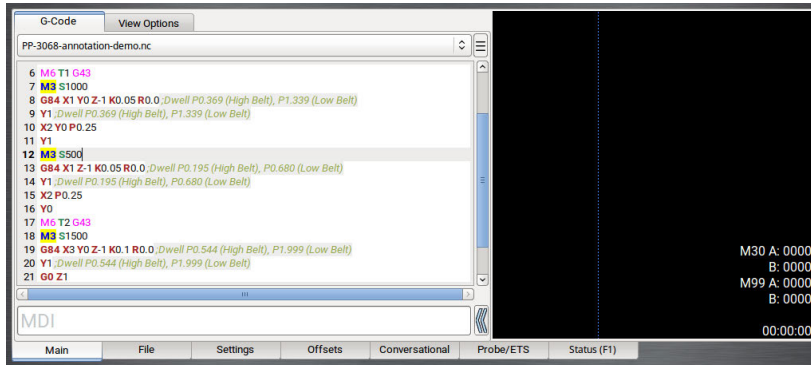 G-Code View Options
PP-3068-annotation-demo.nc
6 M6 T1 G43
7 M3 S1000
8 G84 X1 Y0 Z-1 K0.05 R0.0 ;Dwell P0.369 (High Belt), P1.339 (Low Belt)
9 Y1 ;Dwell P0.369 (High Belt), P1.339 (Low Belt)
10 X2 Y0 P0.25
11 Y1
12 M3 S500
13 G84 X1 Z-1 K0.05 R0.0 ;Dwell P0.195 (High Belt), P0.680 (Low Belt)
14 Y1 ;Dwell P0.195 (High Belt), P0.680 (Low Belt)
15 X2 P0.25
16 Y0
17 M6 T2 G43
18 M3 S1500
19 G84 X3 Y0 Z-1 K0.1 R0.0 ;Dwell P0.544 (High Belt), P1.999 (Low Belt)
20 Y1 ;Dwell P0.544 (High Belt), P1.999 (Low Belt)
21 G0 Z1
MDI
M30 A: 0000
B: 0000
M99 A: 0000
B: 0000
00:00:00
Main File Settings Offsets Conversational Probe/ETS Status (F1)